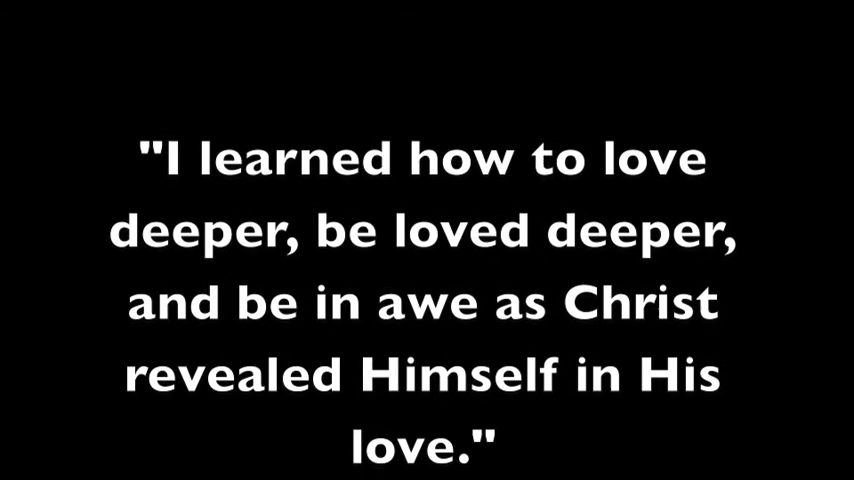 "I learned how to love
deeper, be loved deeper,
and be in awe as Christ
revealed Himself in His
love."